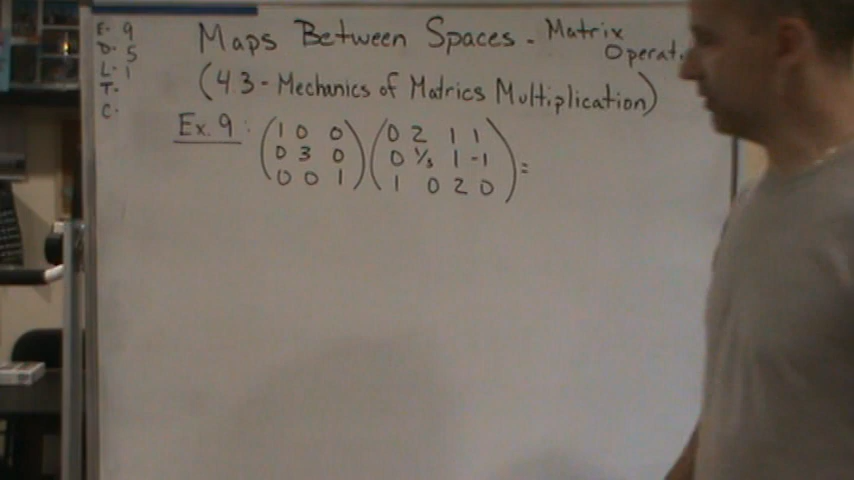 E- 9
D- 5
L- 1
T-
C-
Maps Between Spaces - Matrix
Operat
(4.3 - Mechanics of Matrics Multiplication)
Ex. 9: (1 0 0 (0 2 1 1
0 3 0 0 1/3 1 -1
0 0 1) 1 0 2 0) =